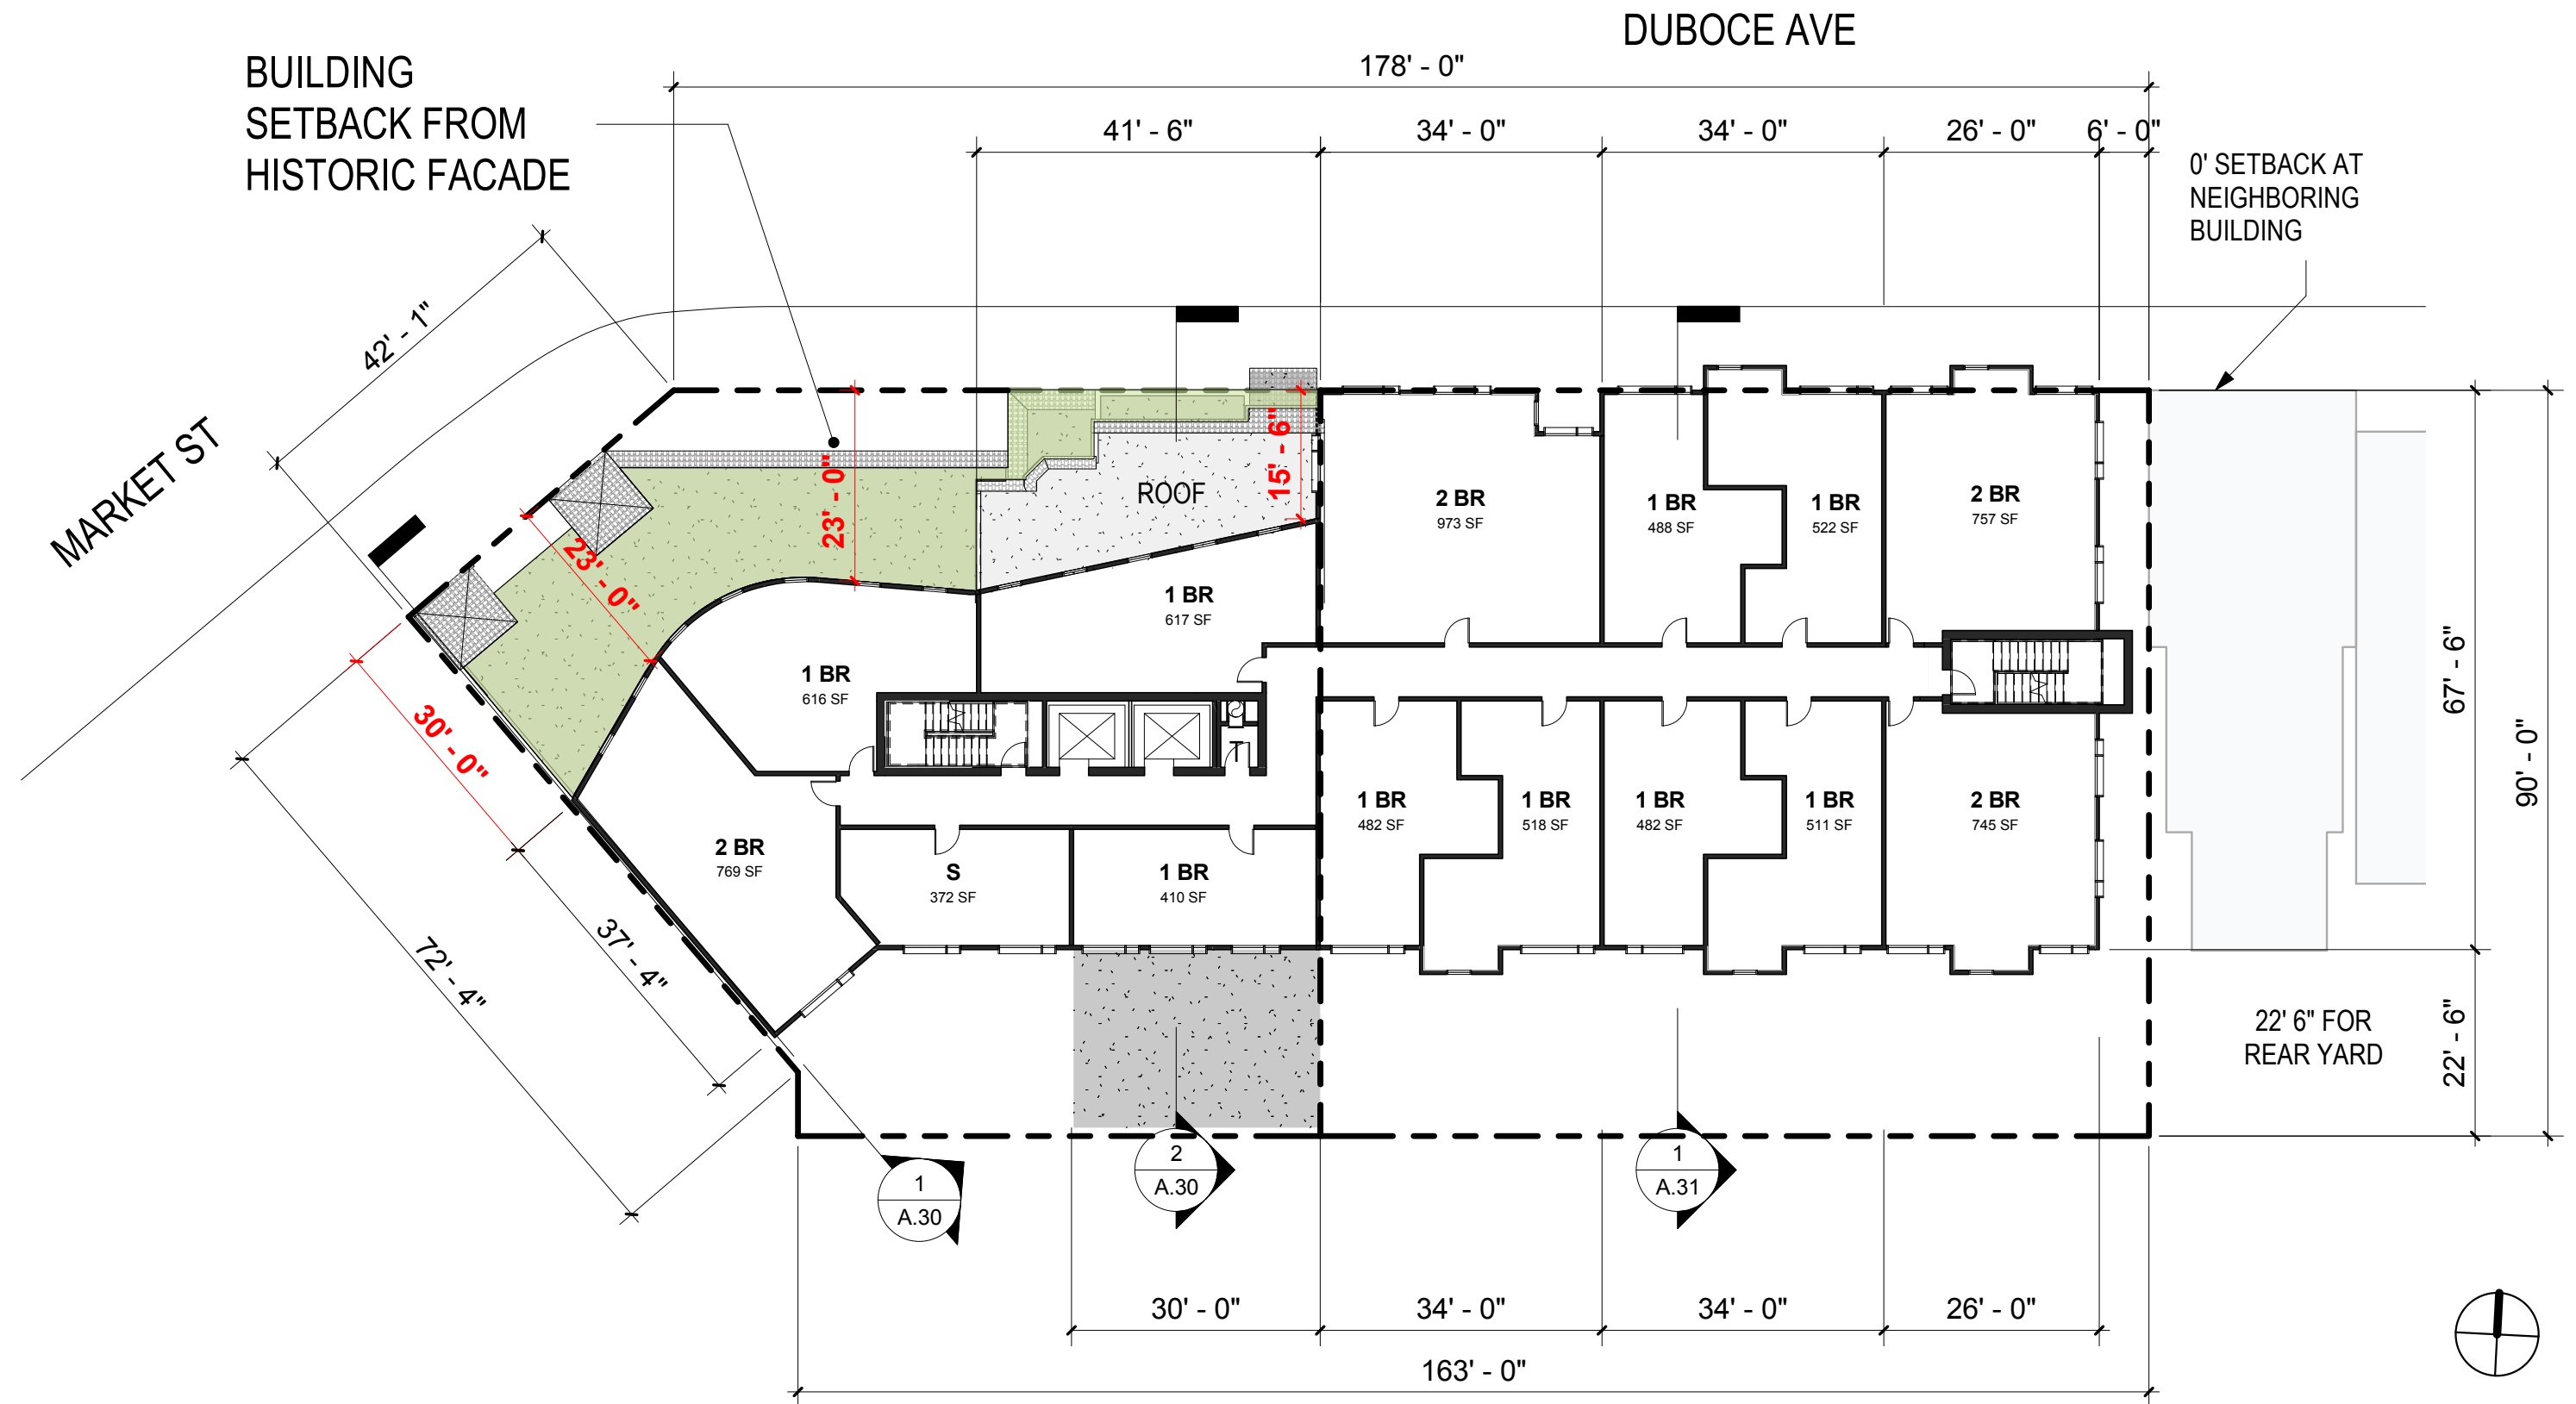 DUBOCE AVE
BUILDING
SETBACK FROM
HISTORIC FACADE
178' - 0"
41' - 6"
34' - 0"
34' - 0"
26' - 0"
6' - 0"
0' SETBACK AT
NEIGHBORING
BUILDING
42' - 1"
MARKET ST
23' - 0"
15' - 6"
ROOF
23' - 0"
2 BR
973 SF
1 BR
488 SF
1 BR
522 SF
2 BR
757 SF
1 BR
617 SF
1 BR
616 SF
67' - 6"
90' - 0"
30' - 0"
T
1 BR
482 SF
1 BR
518 SF
1 BR
482 SF
1 BR
511 SF
2 BR
745 SF
2 BR
769 SF
S
372 SF
1 BR
410 SF
37' - 4"
72' - 4"
22' 6" FOR
REAR YARD
22' - 6"
1
A.30
2
A.30
1
A.31
30' - 0"
34' - 0"
34' - 0"
26' - 0"
163' - 0"